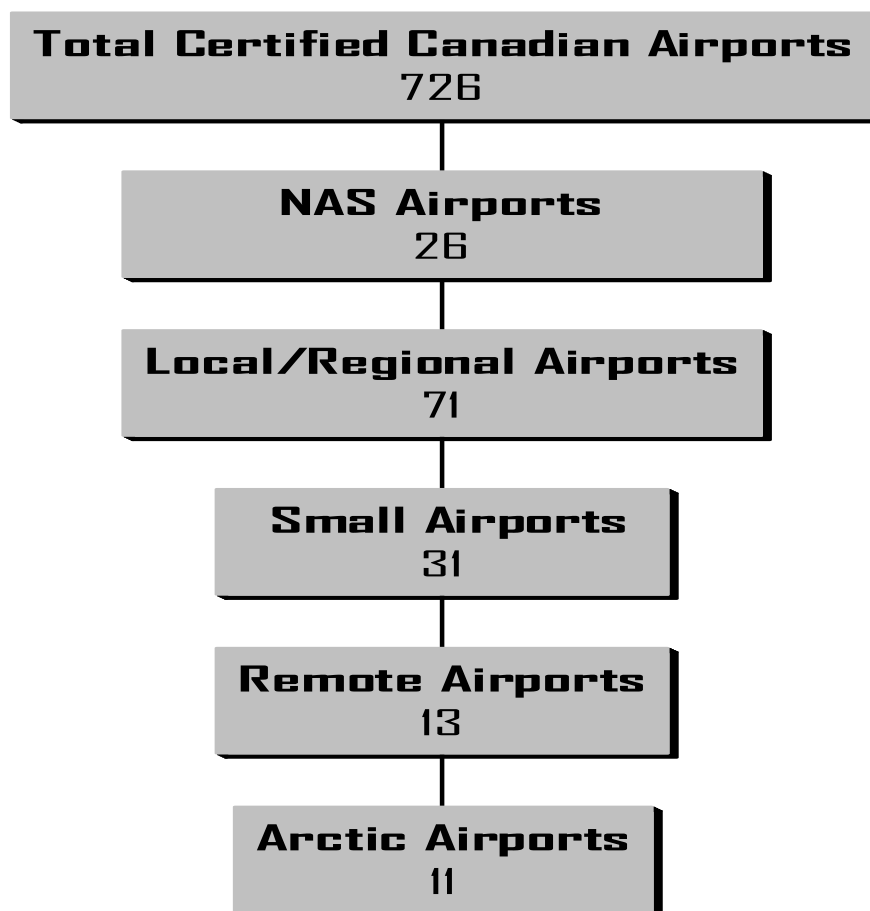 Total Certified Canadian Airports
726
NAS Airports
26
Local/Regional Airports
71
Small Airports
31
Remote Airports
13
Arctic Airports
11